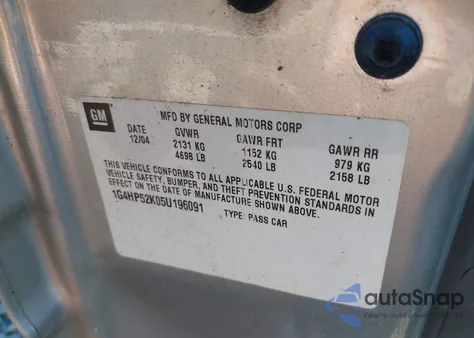 GM
MFD BY GENERAL MOTORS CORP
DATE GVWR GAWR FRT GAWR RR
12/04 2131 KG 1152 KG 979 KG
4698 LB 2540 LB 2158 LB
THIS VEHICLE CONFORMS TO ALL APPLICABLE U.S. FEDERAL MOTOR
VEHICLE SAFETY, BUMPER, AND THEFT PREVENTION STANDARDS IN
EFFECT ON THE DATE OF MANUFACTURE SHOWN ABOVE.
1G4HP52K05U196091 TYPE: PASS CAR
autoSnap